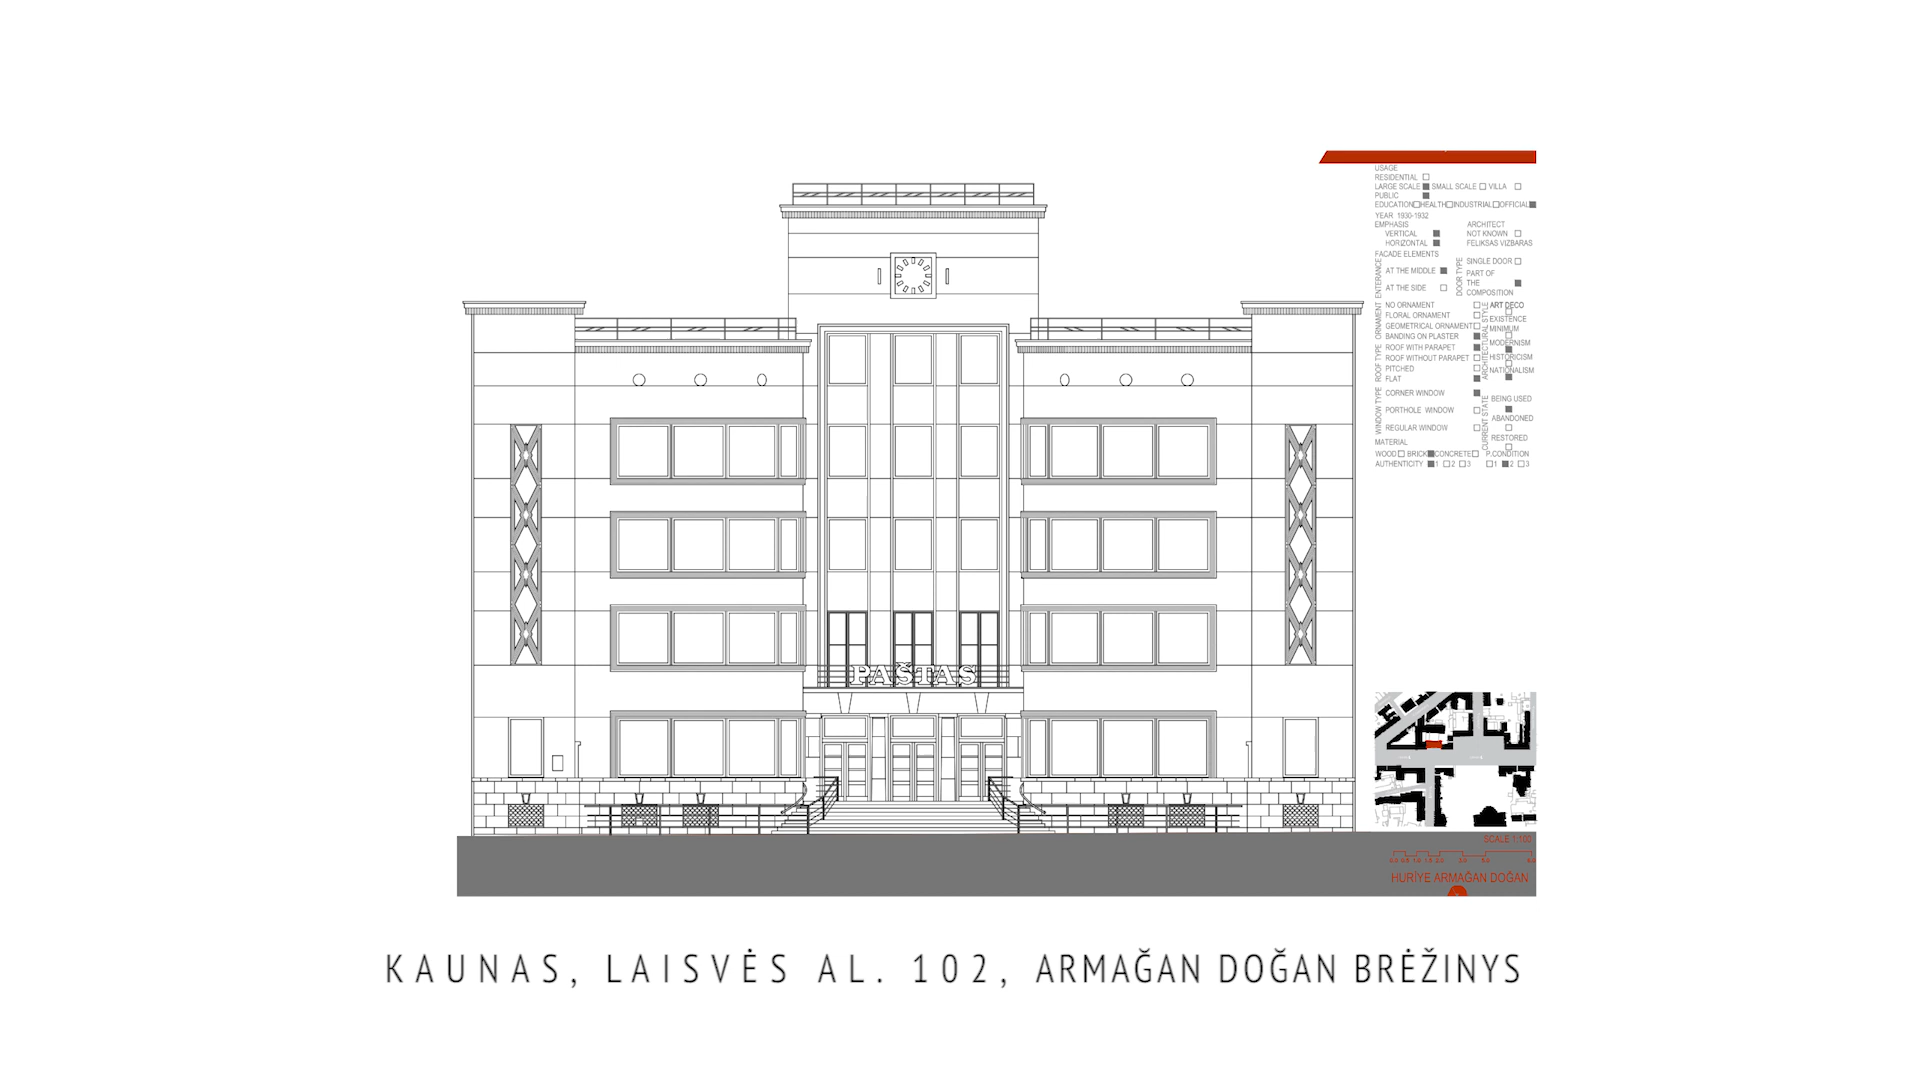 USAGE
RESIDENTIAL
LARGE SCALE SMALL SCALE VILLA
PUBLIC
EDUCATION HEALTH INDUSTRIAL OFFICIAL
YEAR 1930-1932
EMPHASIS
VERTICAL
HORIZONTAL
ARCHITECT
NOT KNOWN
FELIKSAS VIZBARAS
FACADE ELEMENTS
ENTERANCE
AT THE MIDDLE
AT THE SIDE
DOOR TYPE
SINGLE DOOR
PART OF
THE
COMPOSITION
ORNAMENT
NO ORNAMENT
FLORAL ORNAMENT
GEOMETRICAL ORNAMENT
BANDING ON PLASTER
ROOF TYPE
ROOF WITH PARAPET
ROOF WITHOUT PARAPET
PITCHED
FLAT
ARCHITECTURAL STYLE
ART DECO
EXISTENCE
MINIMUM
MODERNISM
HISTORICISM
NATIONALISM
WINDOW TYPE
CORNER WINDOW
PORTHOLE WINDOW
REGULAR WINDOW
CURRENT STATE
BEING USED
ABANDONED
RESTORED
MATERIAL
WOOD BRICK CONCRETE
P.CONDITION
AUTHENTICITY 1 2 3
1 2 3
PAŠTAS
SCALE 1:100
HURİYE ARMAĞAN DOĞAN
KAUNAS, LAISVĖS AL. 102, ARMAĞAN DOĞAN BRĖŽINYS